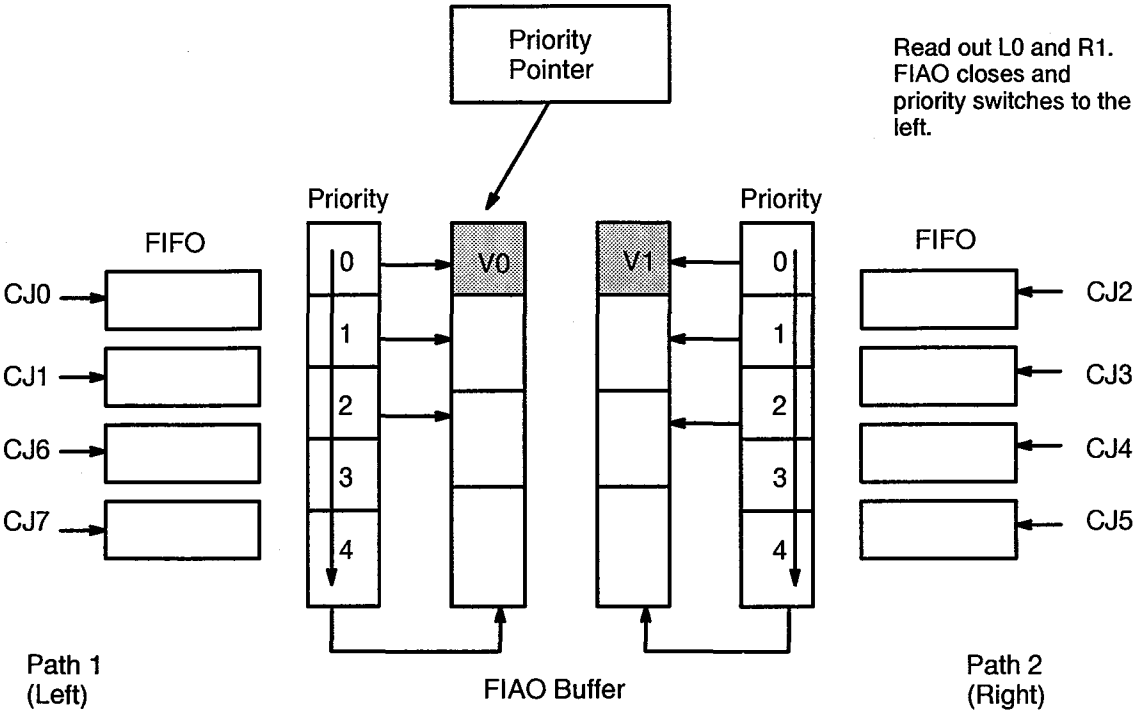 Priority
Pointer
Read out L0 and R1.
FIAO closes and
priority switches to the
left.
Priority
Priority
FIFO
FIFO
CJ0
CJ1
CJ6
CJ7
0
1
2
3
4
V0
V1
0
1
2
3
4
CJ2
CJ3
CJ4
CJ5
Path 1
(Left)
FIAO Buffer
Path 2
(Right)